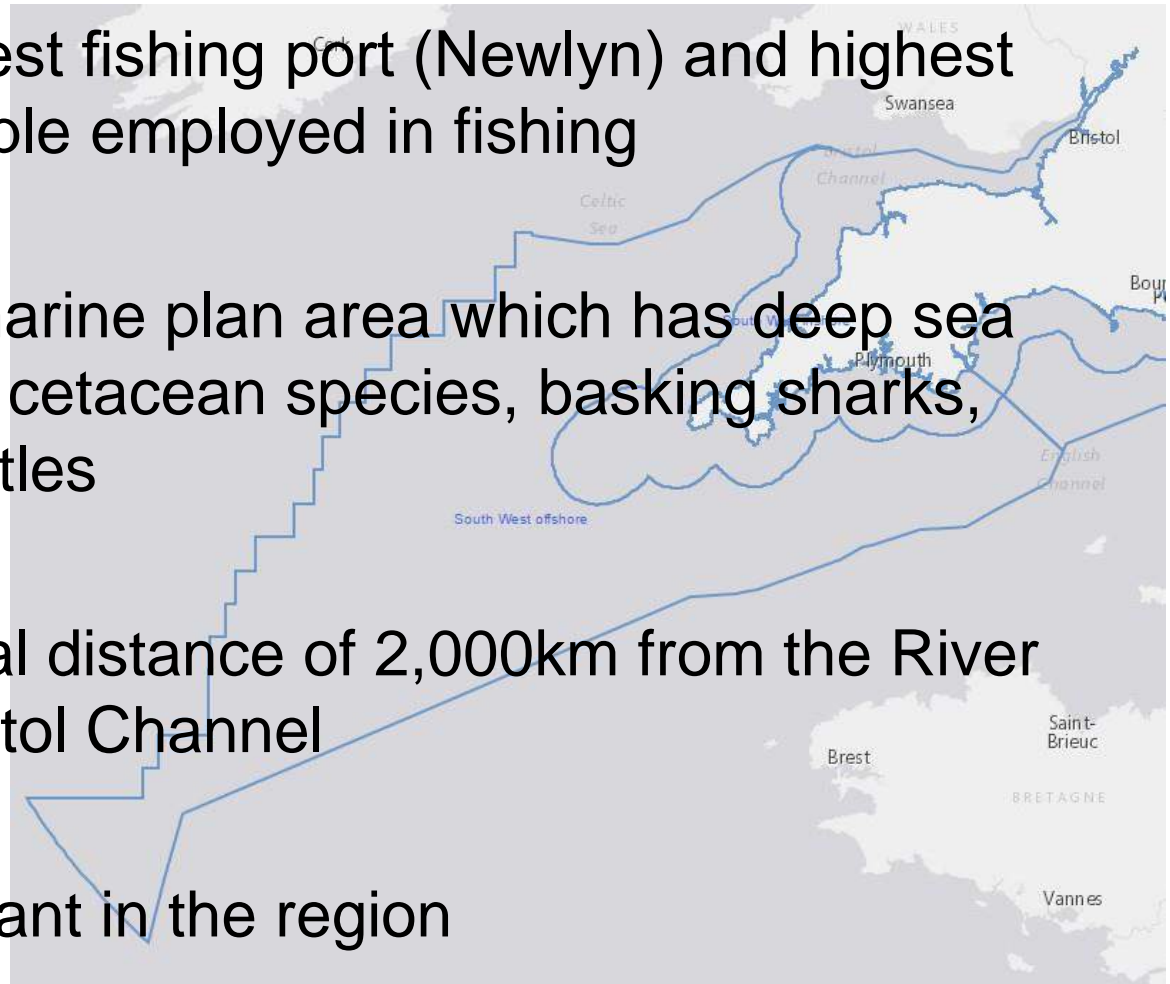 est fishing port (Newlyn) and highest
ple employed in fishing
arine plan area which has deep sea
cetacean species, basking sharks,
tles
al distance of 2,000km from the River
tol Channel
ant in the region
WALES
Cork
Swansea
Bristol
Bristol
Channel
Celtic
Sea
Bour
Plymouth
English
Channel
South West offshore
Saint-
Brieuc
Brest
BRETAGNE
Vannes